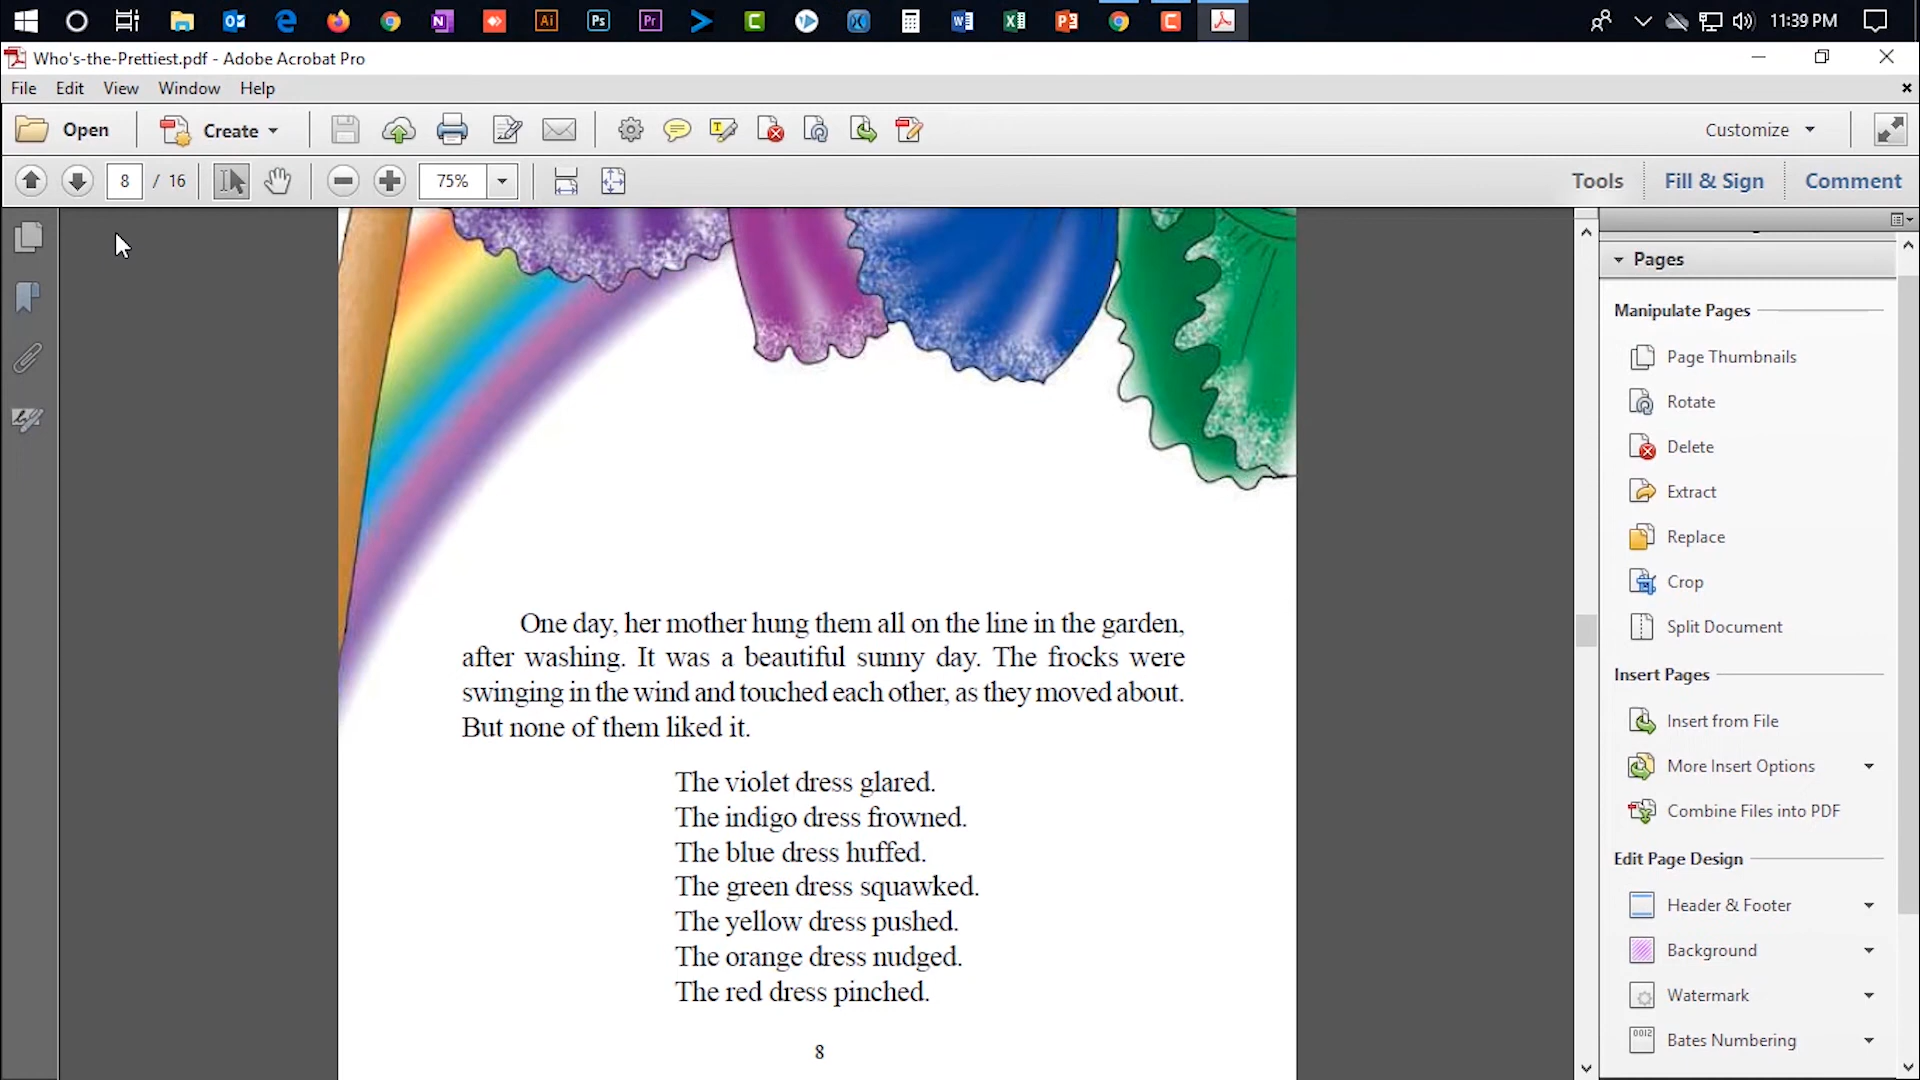 11:39 PM
Who's-the-Prettiest.pdf - Adobe Acrobat Pro
File Edit View Window Help
Open Create Customize
8 / 16 75% Tools Fill & Sign Comment
Pages
Manipulate Pages
Page Thumbnails
Rotate
Delete
Extract
Replace
Crop
Split Document
Insert Pages
Insert from File
More Insert Options
Combine Files into PDF
Edit Page Design
Header & Footer
Background
Watermark
Bates Numbering
One day, her mother hung them all on the line in the garden,
after washing. It was a beautiful sunny day. The frocks were
swinging in the wind and touched each other, as they moved about.
But none of them liked it.
The violet dress glared.
The indigo dress frowned.
The blue dress huffed.
The green dress squawked.
The yellow dress pushed.
The orange dress nudged.
The red dress pinched.
8